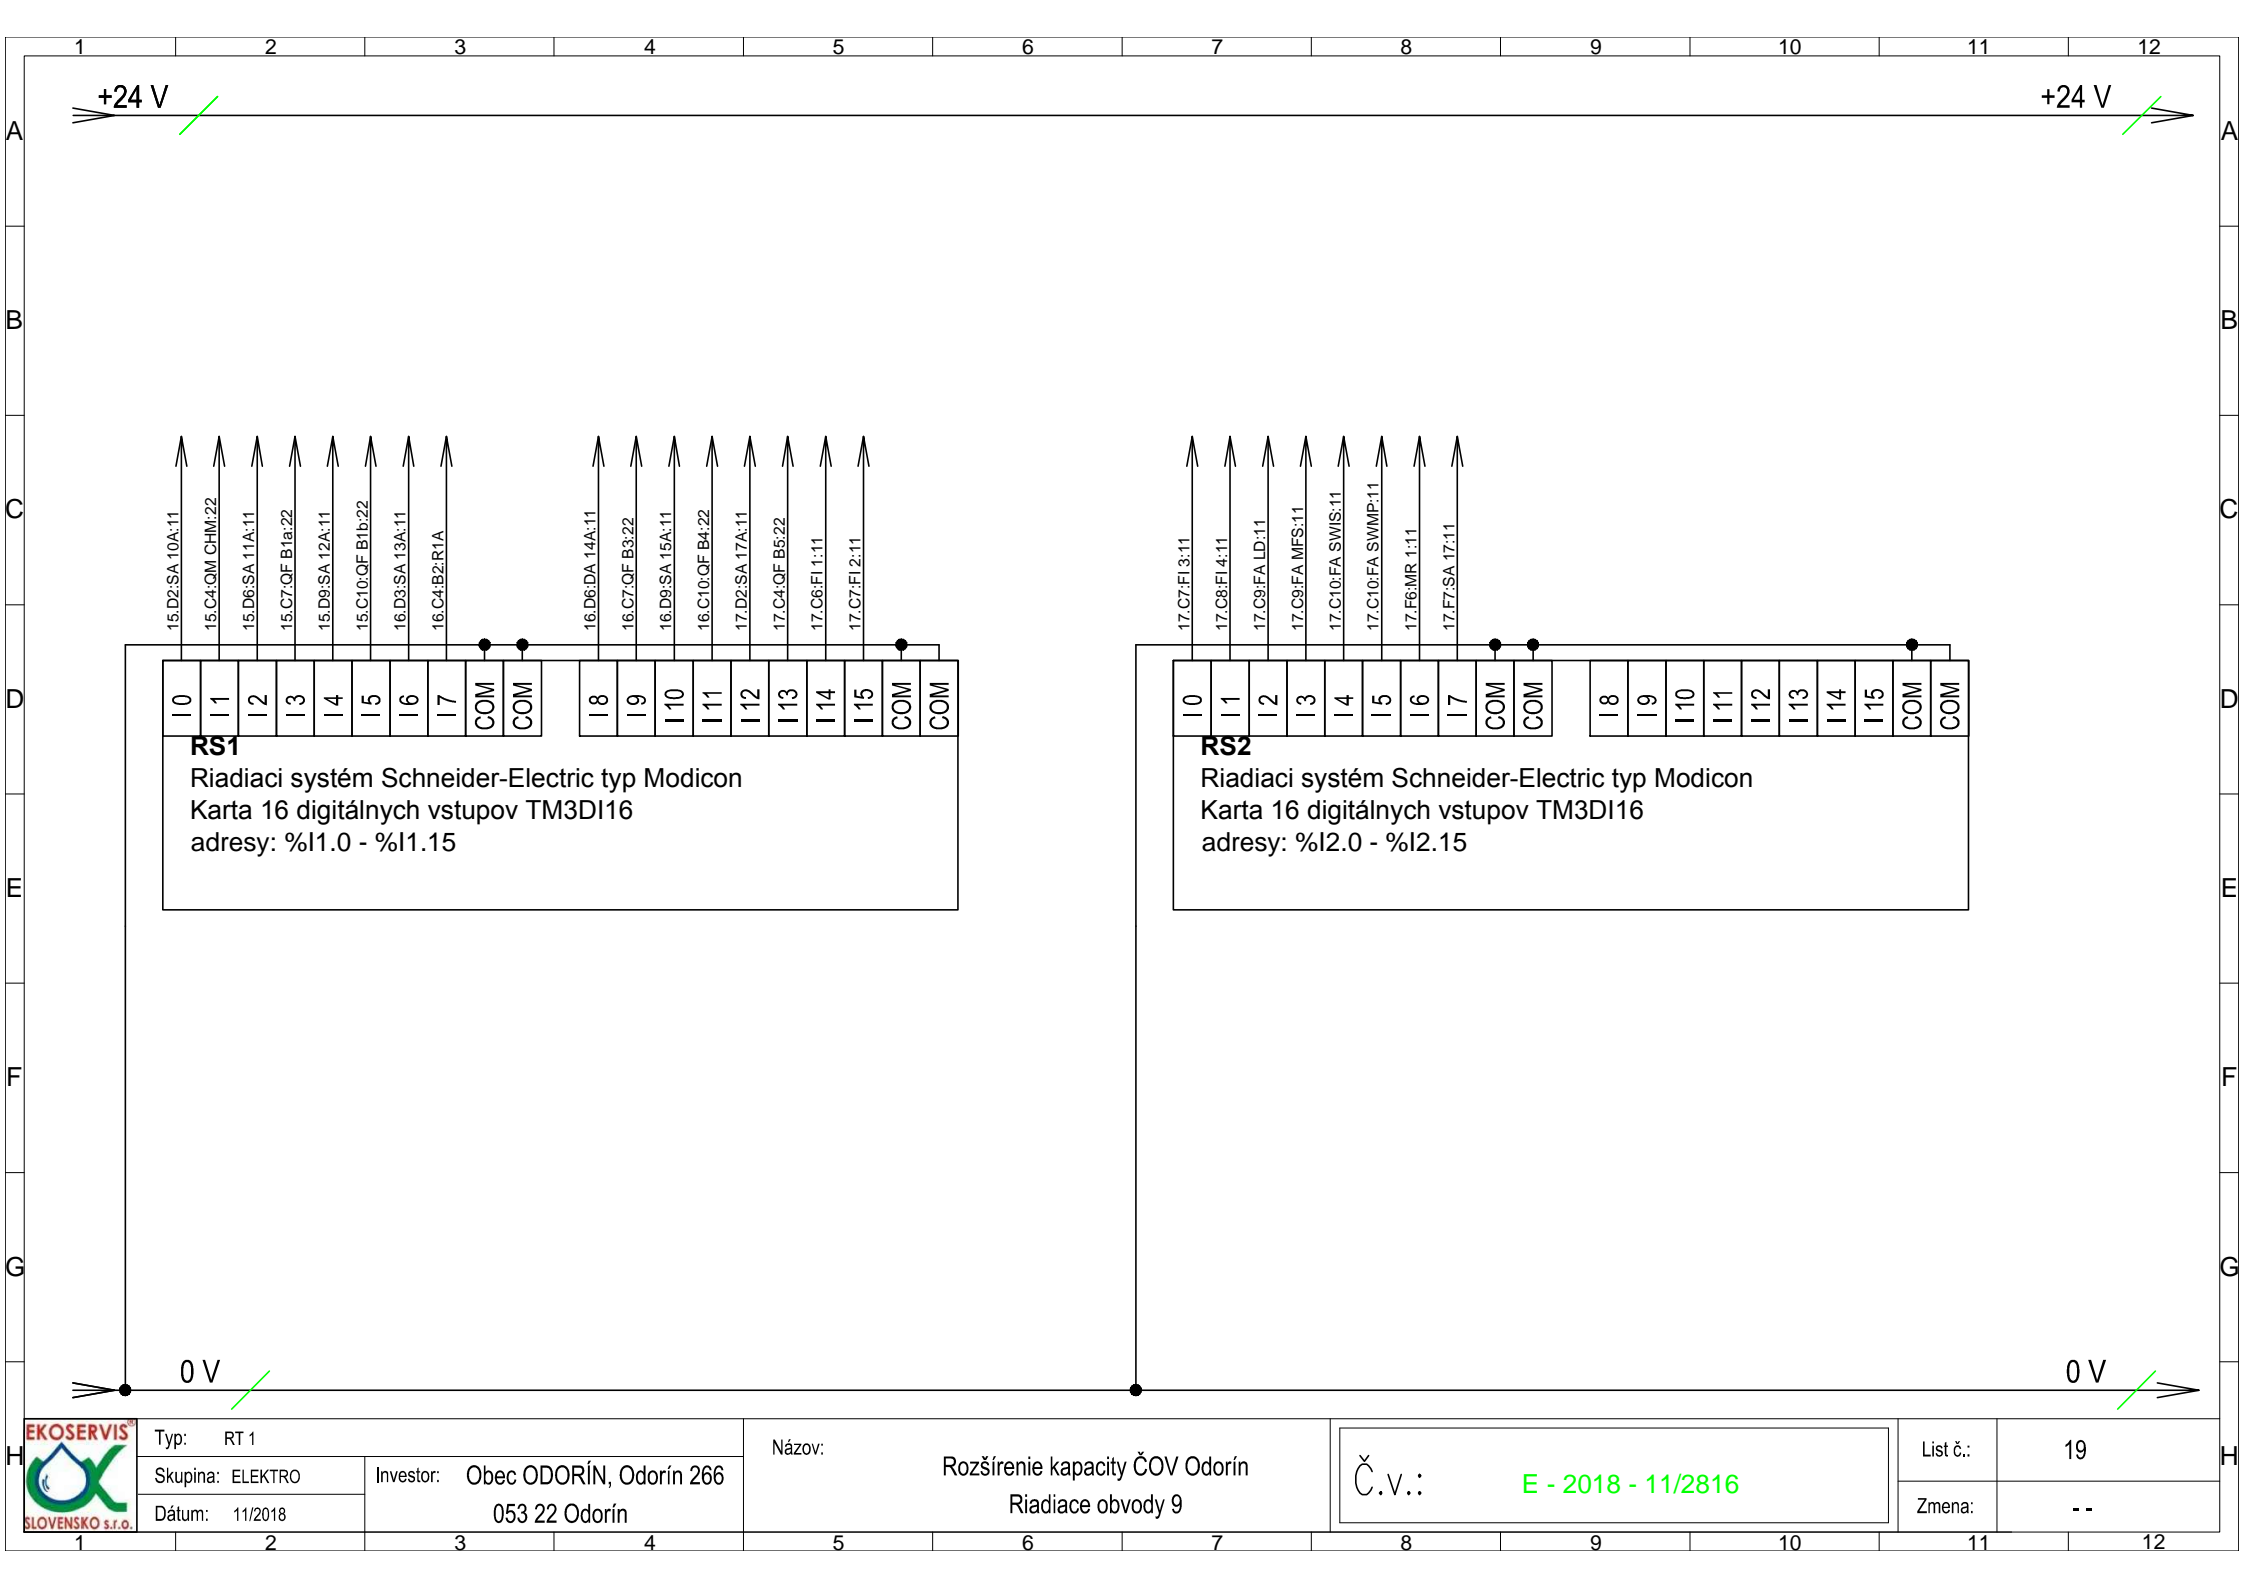 1 2 3 4 5 6 7 8 9 10 11 12
+24 V +24 V
A A
B B
C C
15.D2:SA 10A:11
15.C4:QM CHM:22
15.D6:SA 11A:11
15.C7:QF B1a:22
15.D9:SA 12A:11
15.C10:QF B1b:22
16.D3:SA 13A:11
16.C4:B2:R1A
16.D6:DA 14A:11
16.C7:QF B3:22
16.D9:SA 15A:11
16.C10:QF B4:22
17.D2:SA 17A:11
17.C4:QF B5:22
17.C6:FI 1:11
17.C7:FI 2:11
17.C7:FI 3:11
17.C8:FI 4:11
17.C9:FA LD:11
17.C9:FA MFS:11
17.C10:FA SWIS:11
17.C10:FA SWMP:11
17.F6:MR 1:11
17.F7:SA 17:11
D D
I 0 I 1 I 2 I 3 I 4 I 5 I 6 I 7 COM COM I 8 I 9 I 10 I 11 I 12 I 13 I 14 I 15 COM COM
I 0 I 1 I 2 I 3 I 4 I 5 I 6 I 7 COM COM I 8 I 9 I 10 I 11 I 12 I 13 I 14 I 15 COM COM
RS1
Riadiaci systém Schneider-Electric typ Modicon
Karta 16 digitálnych vstupov TM3DI16
adresy: %I1.0 - %I1.15
RS2
Riadiaci systém Schneider-Electric typ Modicon
Karta 16 digitálnych vstupov TM3DI16
adresy: %I2.0 - %I2.15
E E
F F
G G
0 V 0 V
H H
EKOSERVIS®
SLOVENSKO s.r.o.
Typ: RT 1
Skupina: ELEKTRO
Dátum: 11/2018
Investor: Obec ODORÍN, Odorín 266
053 22 Odorín
Názov:
Rozšírenie kapacity ČOV Odorín
Riadiace obvody 9
Č.v.: E - 2018 - 11/2816
List č.: 19
Zmena: - -
1 2 3 4 5 6 7 8 9 10 11 12